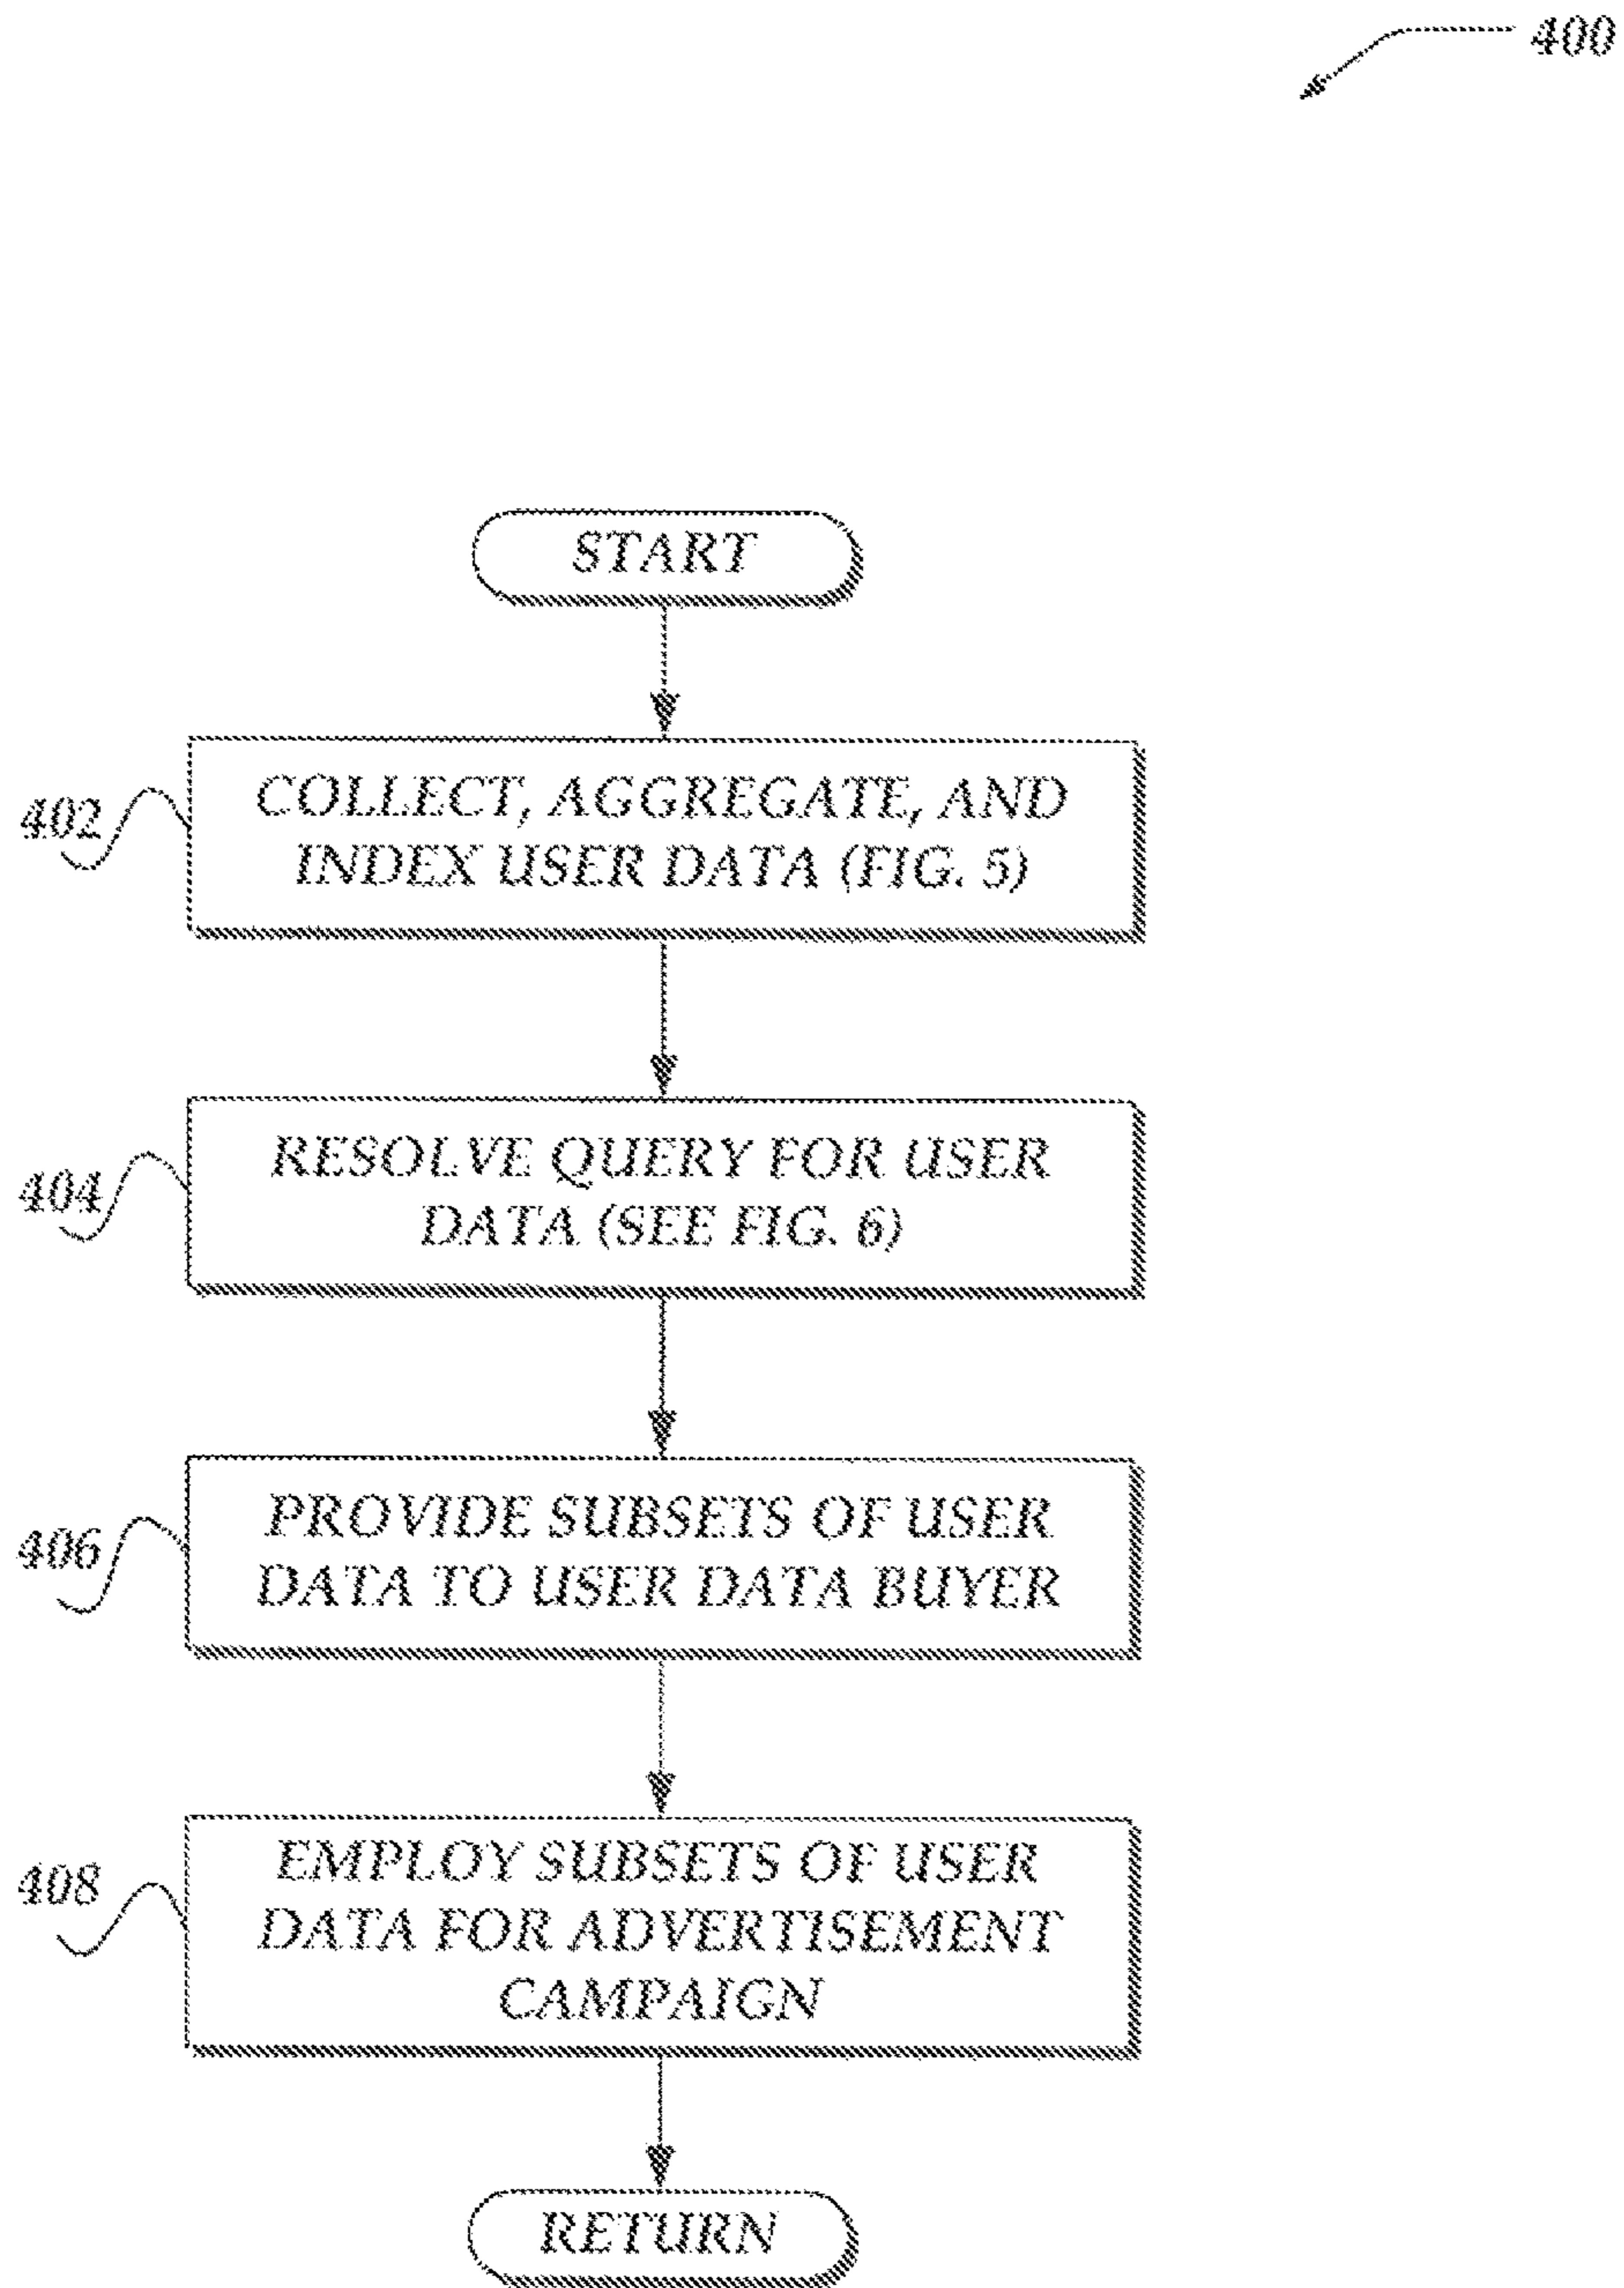 400
START
402
COLLECT, AGGREGATE, AND
INDEX USER DATA (FIG. 5)
404
RESOLVE QUERY FOR USER
DATA (SEE FIG. 6)
406
PROVIDE SUBSETS OF USER
DATA TO USER DATA BUYER
408
EMPLOY SUBSETS OF USER
DATA FOR ADVERTISEMENT
CAMPAIGN
RETURN